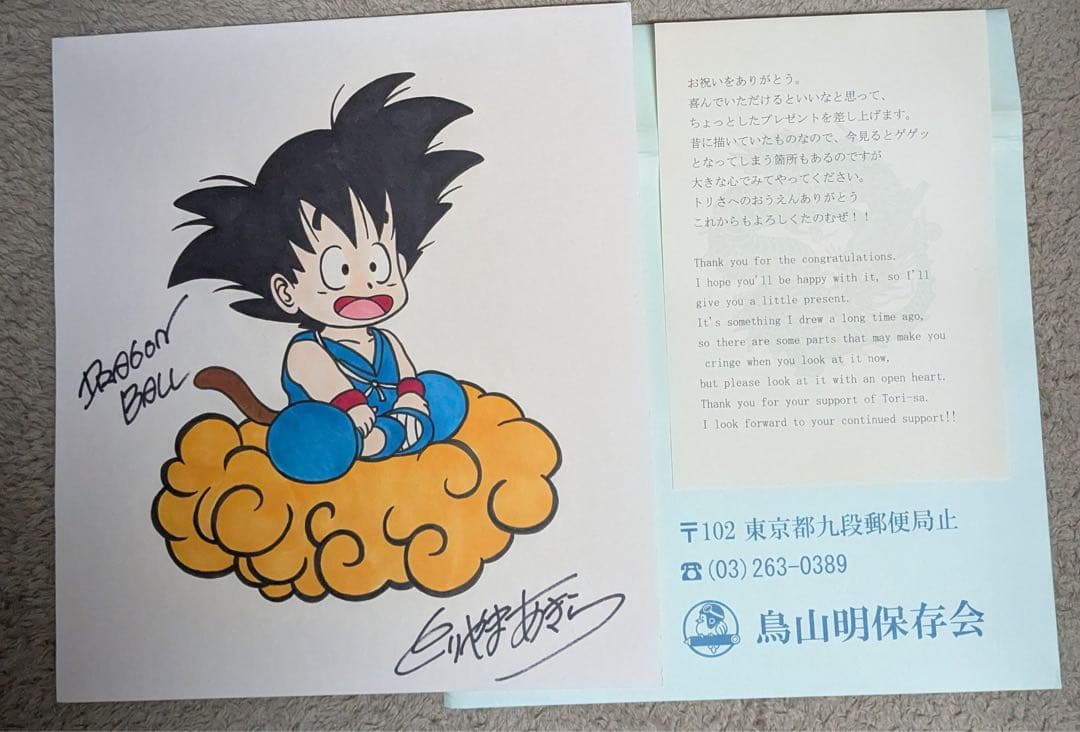 DRAGON
BALL
とりやまあきら
お祝いをありがとう。
喜んでいただけるといいなと思って、
ちょっとしたプレゼントを差し上げます。
昔に描いていたものなので、今見るとゲゲッ
となってしまう箇所もあるのですが
大きな心でみてやってください。
トリさへのおうえんありがとう
これからもよろしくたのむぜ！！
Thank you for the congratulations.
I hope you'll be happy with it, so I'll
give you a little present.
It's something I drew a long time ago,
so there are some parts that may make you
cringe when you look at it now,
but please look at it with an open heart.
Thank you for your support of Tori-sa.
I look forward to your continued support!!
〒102 東京都九段郵便局止
☎(03)263-0389
鳥山明保存会